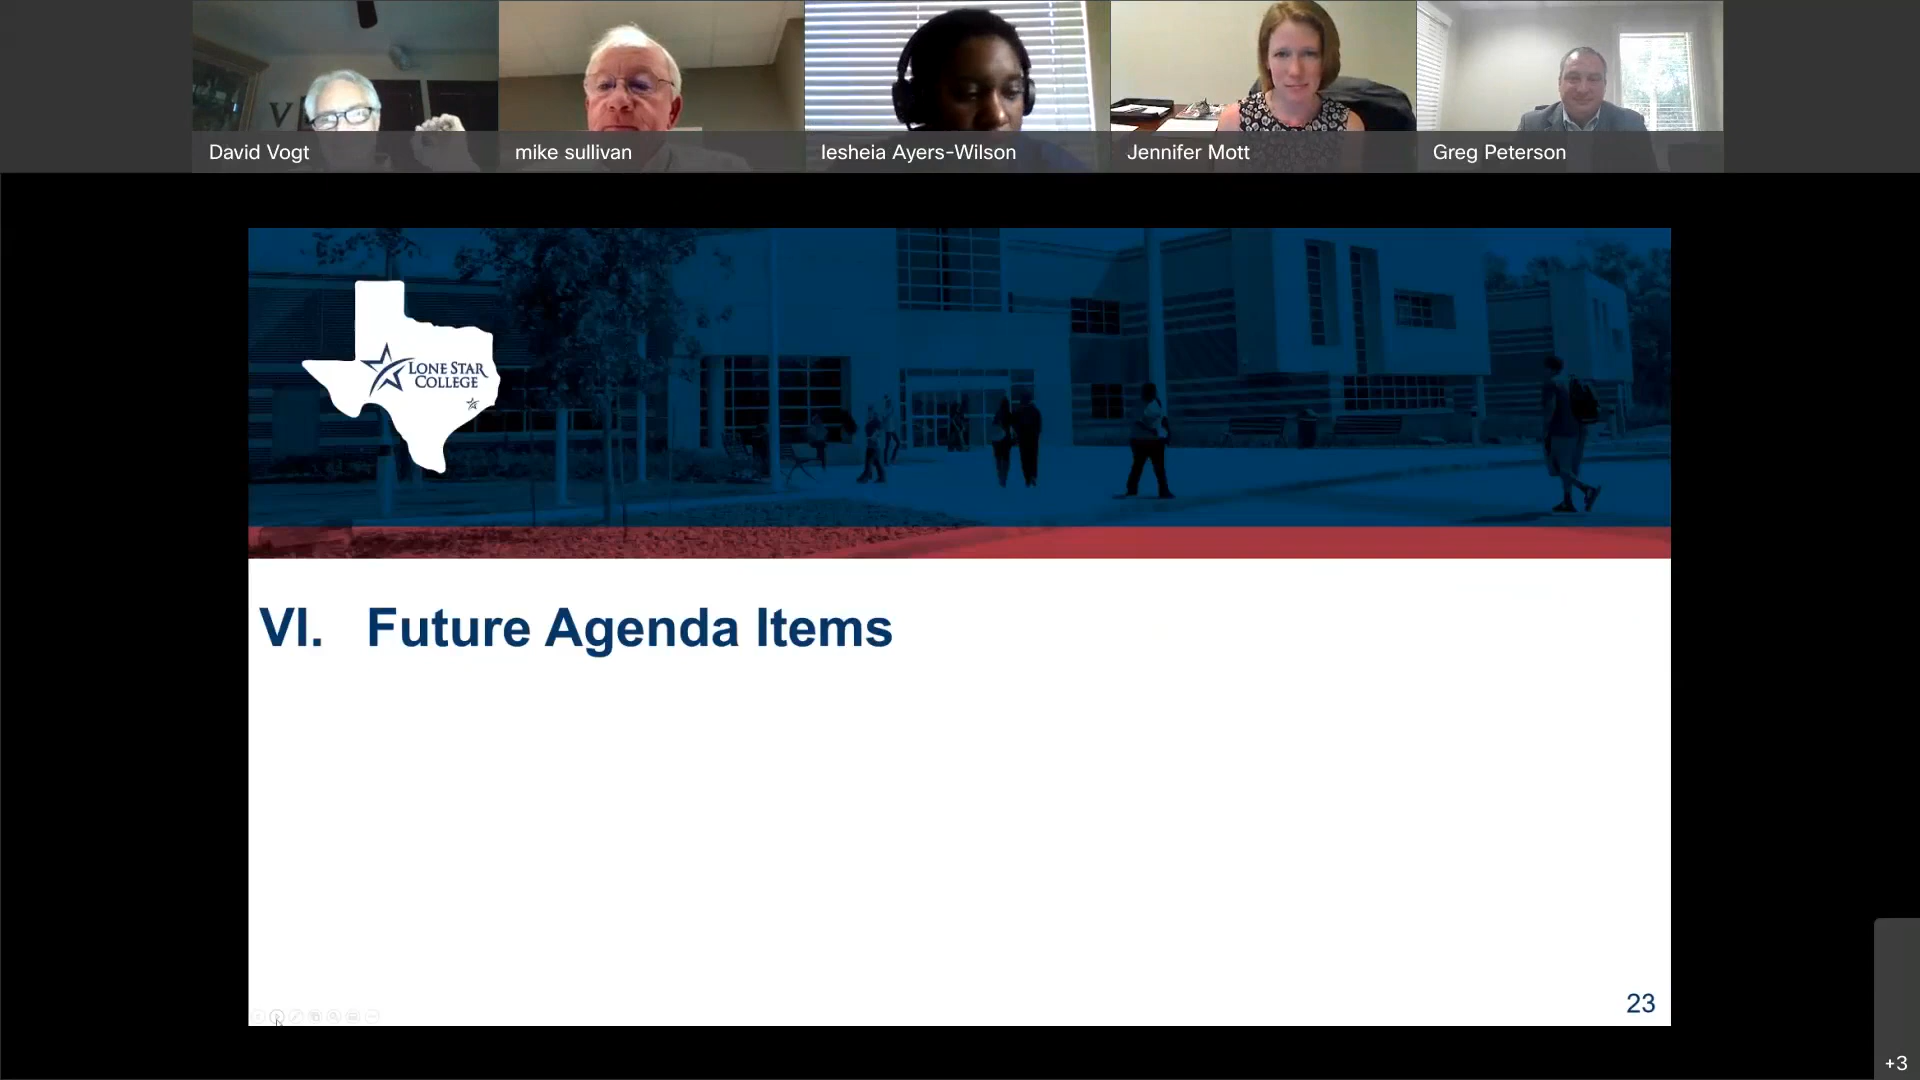 V
David Vogt
mike sullivan
Iesheia Ayers-Wilson
Jennifer Mott
Greg Peterson
LONE STAR
COLLEGE
VI. Future Agenda Items
23
+3